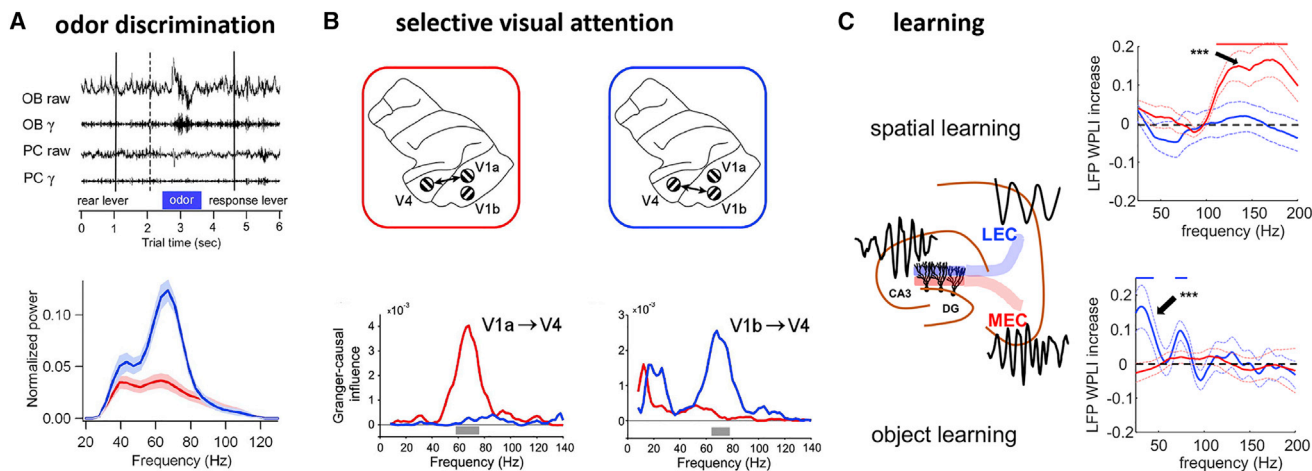 A odor discrimination
OB raw
OB γ
PC raw
PC γ
rear lever odor response lever
0 1 2 3 4 5 6
Trial time (sec)
Normalized power
0.10
0.05
0.00
20 40 60 80 100 120
Frequency (Hz)
B selective visual attention
V1a
V4
V1b
V1a
V4
V1b
Granger-causal
influence
×10⁻³
V1a → V4
4
3
2
1
0
0 20 40 60 80 100 120 140
Frequency (Hz)
×10⁻³
V1b → V4
3
2
1
0
0 20 40 60 80 100 120 140
Frequency (Hz)
C learning
spatial learning
LEC
CA3
DG
MEC
object learning
LFP WPLI increase
0.2
0.1
0
-0.1
-0.2
***
50 100 150 200
frequency (Hz)
LFP WPLI increase
0.2
0.1
0
-0.1
-0.2
***
50 100 150 200
frequency (Hz)